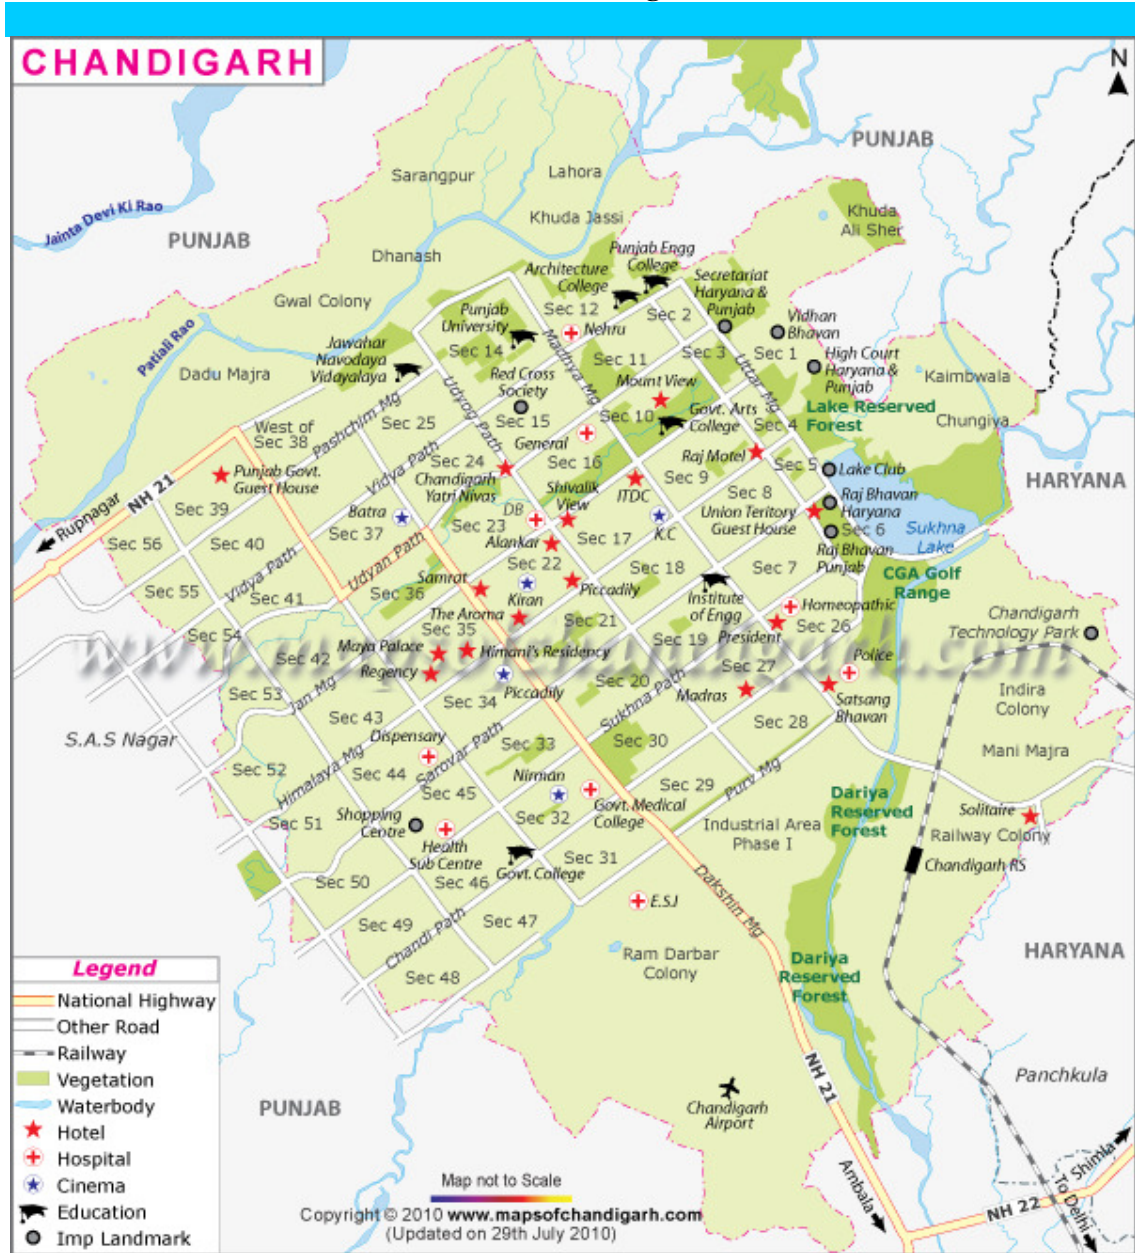 CHANDIGARH
N
PUNJAB
Sarangpur
Lahora
Jainta Devi Ki Rao
Khuda Jassi
Khuda
Ali Sher
PUNJAB
Dhanash
Punjab Engg
College
Architecture
College
Secretariat
Haryana &
Punjab
Gwal Colony
Punjab
University
Sec 12
Nehru
Sec 2
Vidhan
Bhavan
Patiali Rao
Jawahar
Navodaya
Vidyalaya
Sec 14
Madhya Mg
Sec 11
Sec 3
Uttar Mg
Sec 1
High Court
Haryana &
Punjab
Dadu Majra
Red Cross
Society
Mount View
Kaimbwala
Udyog Path
Pashchim Mg
Sec 25
Sec 15
Sec 10
Govt. Arts
College
Lake Reserved
Forest
Chungiya
West of
Sec 38
General
Sec 4
Vidya Path
Sec 24
Chandigarh
Yatri Nivas
Sec 16
Raj Motel
Sec 5
Lake Club
Punjab Govt.
Guest House
Shivalik
View
ITDC
Sec 9
HARYANA
NH 21
Rupnagar
Sec 39
Batra
DB
Sec 8
Union Teritory
Guest House
Raj Bhavan
Haryana
Sec 56
Sec 40
Sec 37
Sec 23
Alankar
Sec 17
K.C
Sec 6
Raj Bhavan
Punjab
Sukhna
Lake
Udyan Path
Sec 22
Sec 18
Sec 7
CGA Golf
Range
Sec 55
Vidya Path
Sec 41
Sec 36
Samrat
Kiran
Piccadily
Institute
of Engg
Homeopathic
Chandigarh
Technology Park
The Aroma
Sec 54
Sec 35
Sec 21
Sec 19
President
Sec 26
www.mapsofchandigarh.com
Sec 42
Maya Palace
Himani's Residency
Regency
Police
Sec 53
Jan Mg
Sec 34
Piccadily
Sec 20
Sukhna Path
Sec 27
Madras
Satsang
Bhavan
Indira
Colony
S.A.S Nagar
Sec 43
Dispensary
Sec 28
Sec 33
Sec 30
Mani Majra
Sec 52
Himalaya Mg
Sec 44
Sarovar Path
Nirman
Sec 29
Purv Mg
Sec 45
Govt. Medical
College
Dariya
Reserved
Forest
Solitaire
Sec 51
Shopping
Centre
Sec 32
Industrial Area
Phase I
Railway Colony
Health
Sub Centre
Sec 31
Chandigarh RS
Sec 50
Sec 46
Govt. College
Dakshin Mg
E.S.I
Sec 49
Chandi Path
Sec 47
Ram Darbar
Colony
Dariya
Reserved
Forest
HARYANA
Sec 48
Legend
National Highway
Other Road
Railway
Vegetation
Waterbody
Hotel
Hospital
Cinema
Education
Imp Landmark
PUNJAB
NH 21
Panchkula
Chandigarh
Airport
Map not to Scale
Ambala
Shimla
To Delhi
NH 22
Copyright © 2010 www.mapsofchandigarh.com
(Updated on 29th July 2010)